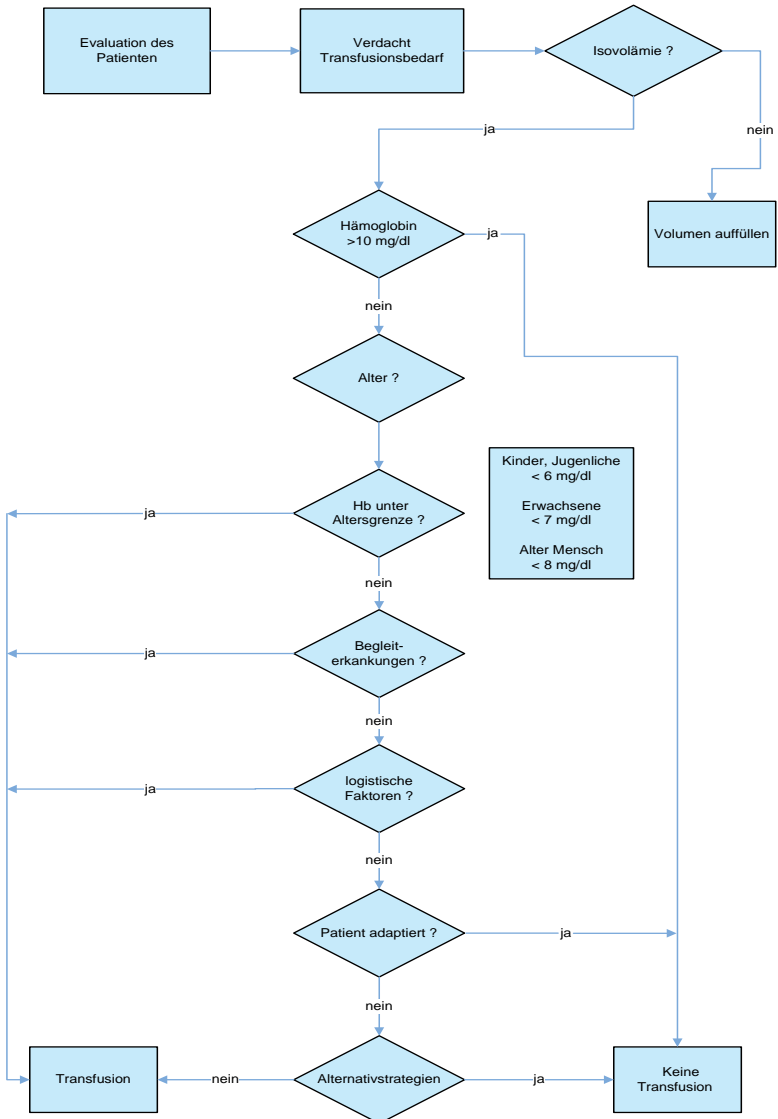 Evaluation des
Patienten
Verdacht
Transfusionsbedarf
Isovolämie ?
ja
nein
Volumen auffüllen
Hämoglobin
>10 mg/dl
ja
nein
Alter ?
Kinder, Jugenliche
< 6 mg/dl
Erwachsene
< 7 mg/dl
Alter Mensch
< 8 mg/dl
Hb unter
Altersgrenze ?
ja
nein
Begleit-
erkankungen ?
ja
nein
logistische
Faktoren ?
ja
nein
Patient adaptiert ?
ja
nein
Transfusion
nein
Alternativstrategien
ja
Keine
Transfusion